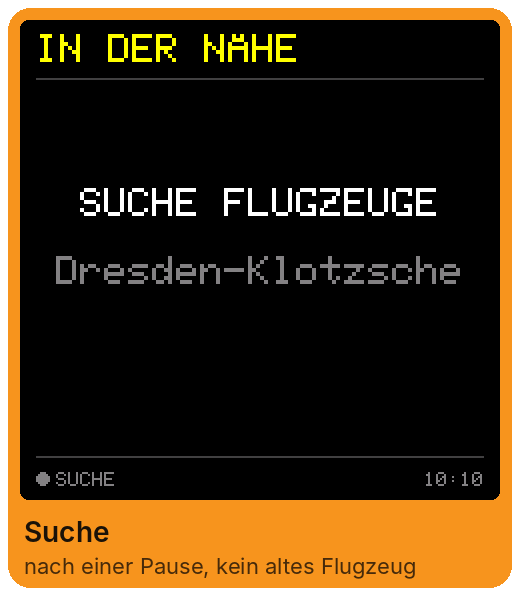 IN DER NÄHE
SUCHE FLUGZEUGE
Dresden-Klotzsche
SUCHE 10:10
Suche
nach einer Pause, kein altes Flugzeug